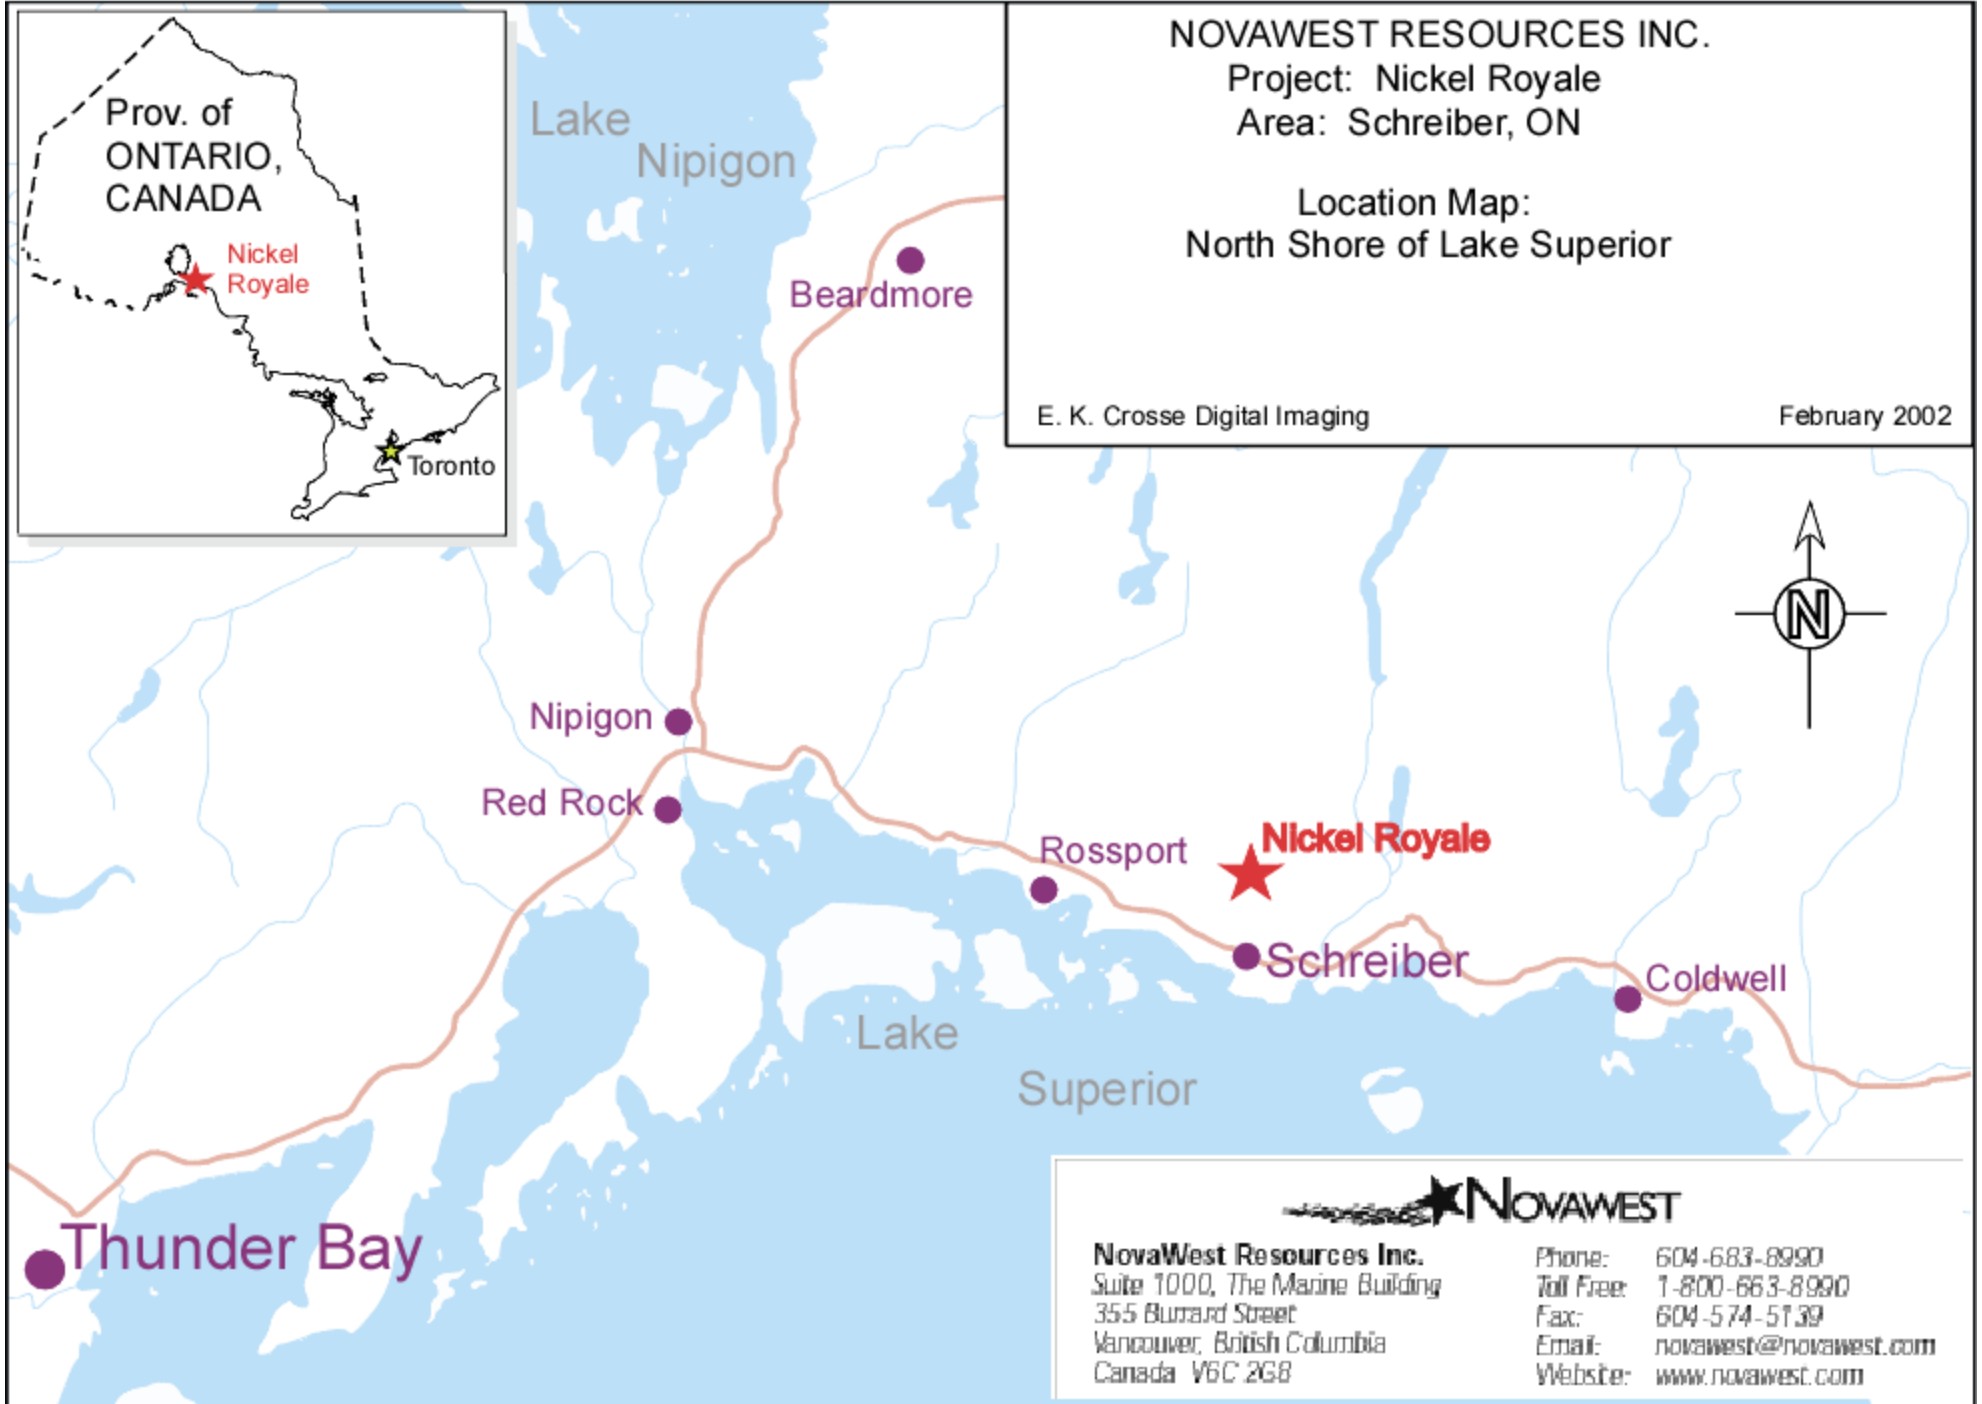 Prov. of
ONTARIO,
CANADA
Nickel
Royale
Toronto
NOVAWEST RESOURCES INC.
Project: Nickel Royale
Area: Schreiber, ON
Location Map:
North Shore of Lake Superior
E. K. Crosse Digital Imaging
February 2002
Lake
Nipigon
Beardmore
N
Nipigon
Red Rock
Rossport
Nickel Royale
Schreiber
Coldwell
Lake
Superior
Thunder Bay
NOVAWEST
NovaWest Resources Inc.
Suite 1000, The Marine Building
355 Burrard Street
Vancouver, British Columbia
Canada V6C 2G8
Phone: 604-683-8990
Toll Free: 1-800-663-8990
Fax: 604-574-5139
Email: novawest@novawest.com
Website: www.novawest.com